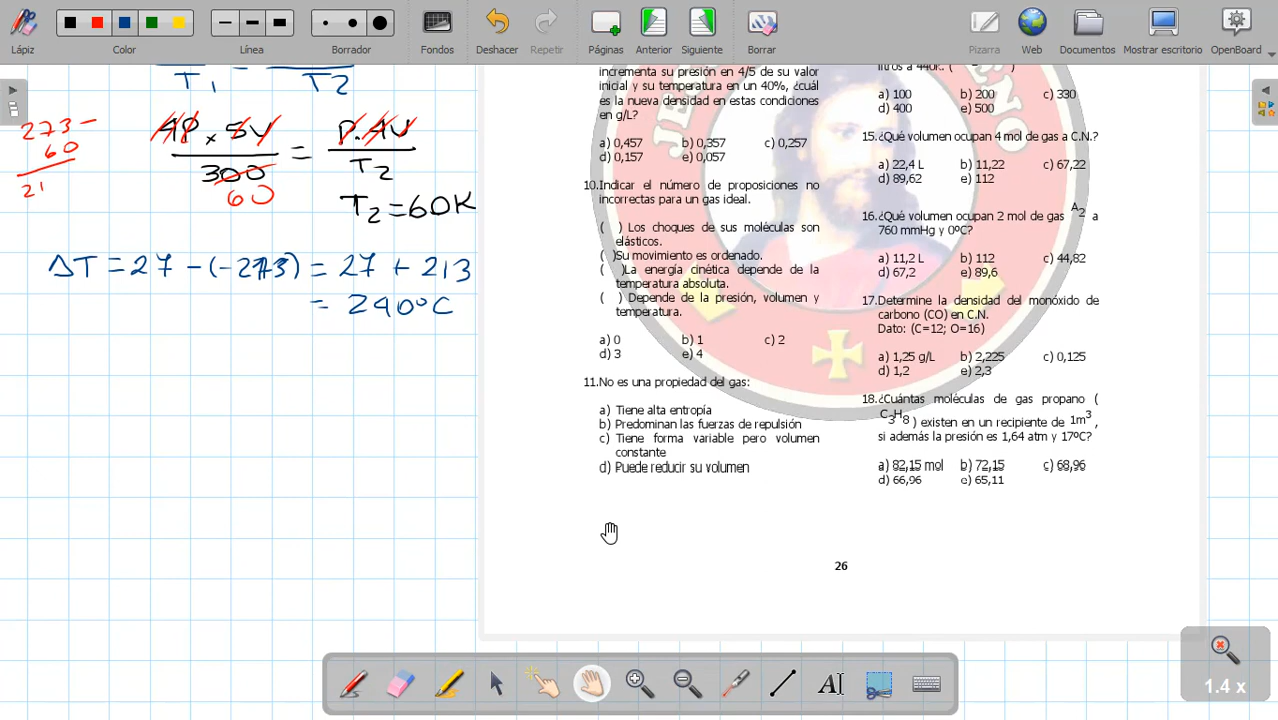 Lápiz
Color
Línea
Borrador
Fondos
Deshacer
Repetir
Páginas
Anterior
Siguiente
Borrar
Pizarra
Web
Documentos
Mostrar escritorio
OpenBoard
T1 = T2
273-
60
21
4P x 5V = P.4V
300 T2
60
T2 = 60K
ΔT = 27 - (-213) = 27 + 213
= 240°C
incrementa su presión en 4/5 de su valor
inicial y su temperatura en un 40%, ¿cuál
es la nueva densidad en estas condiciones
en g/L?
a) 0,457 b) 0,357 c) 0,257
d) 0,157 e) 0,057
10.Indicar el número de proposiciones no
incorrectas para un gas ideal.
( ) Los choques de sus moléculas son
elásticos.
( )Su movimiento es ordenado.
( )La energía cinética depende de la
temperatura absoluta.
( ) Depende de la presión, volumen y
temperatura.
a) 0 b) 1 c) 2
d) 3 e) 4
11.No es una propiedad del gas:
a) Tiene alta entropía
b) Predominan las fuerzas de repulsión
c) Tiene forma variable pero volumen
constante
d) Puede reducir su volumen
a) 100 b) 200 c) 330
d) 400 e) 500
15.¿Qué volumen ocupan 4 mol de gas a C.N.?
a) 22,4 L b) 11,22 c) 67,22
d) 89,62 e) 112
16.¿Qué volumen ocupan 2 mol de gas A2 a
760 mmHg y 0ºC?
a) 11,2 L b) 112 c) 44,82
d) 67,2 e) 89,6
17.Determine la densidad del monóxido de
carbono (CO) en C.N.
Dato: (C=12; O=16)
a) 1,25 g/L b) 2,225 c) 0,125
d) 1,2 e) 2,3
18.¿Cuántas moléculas de gas propano (
C3H8 ) existen en un recipiente de 1m3,
si además la presión es 1,64 atm y 17ºC?
a) 82,15 mol b) 72,15 c) 68,96
d) 66,96 e) 65,11
26
1.4 x